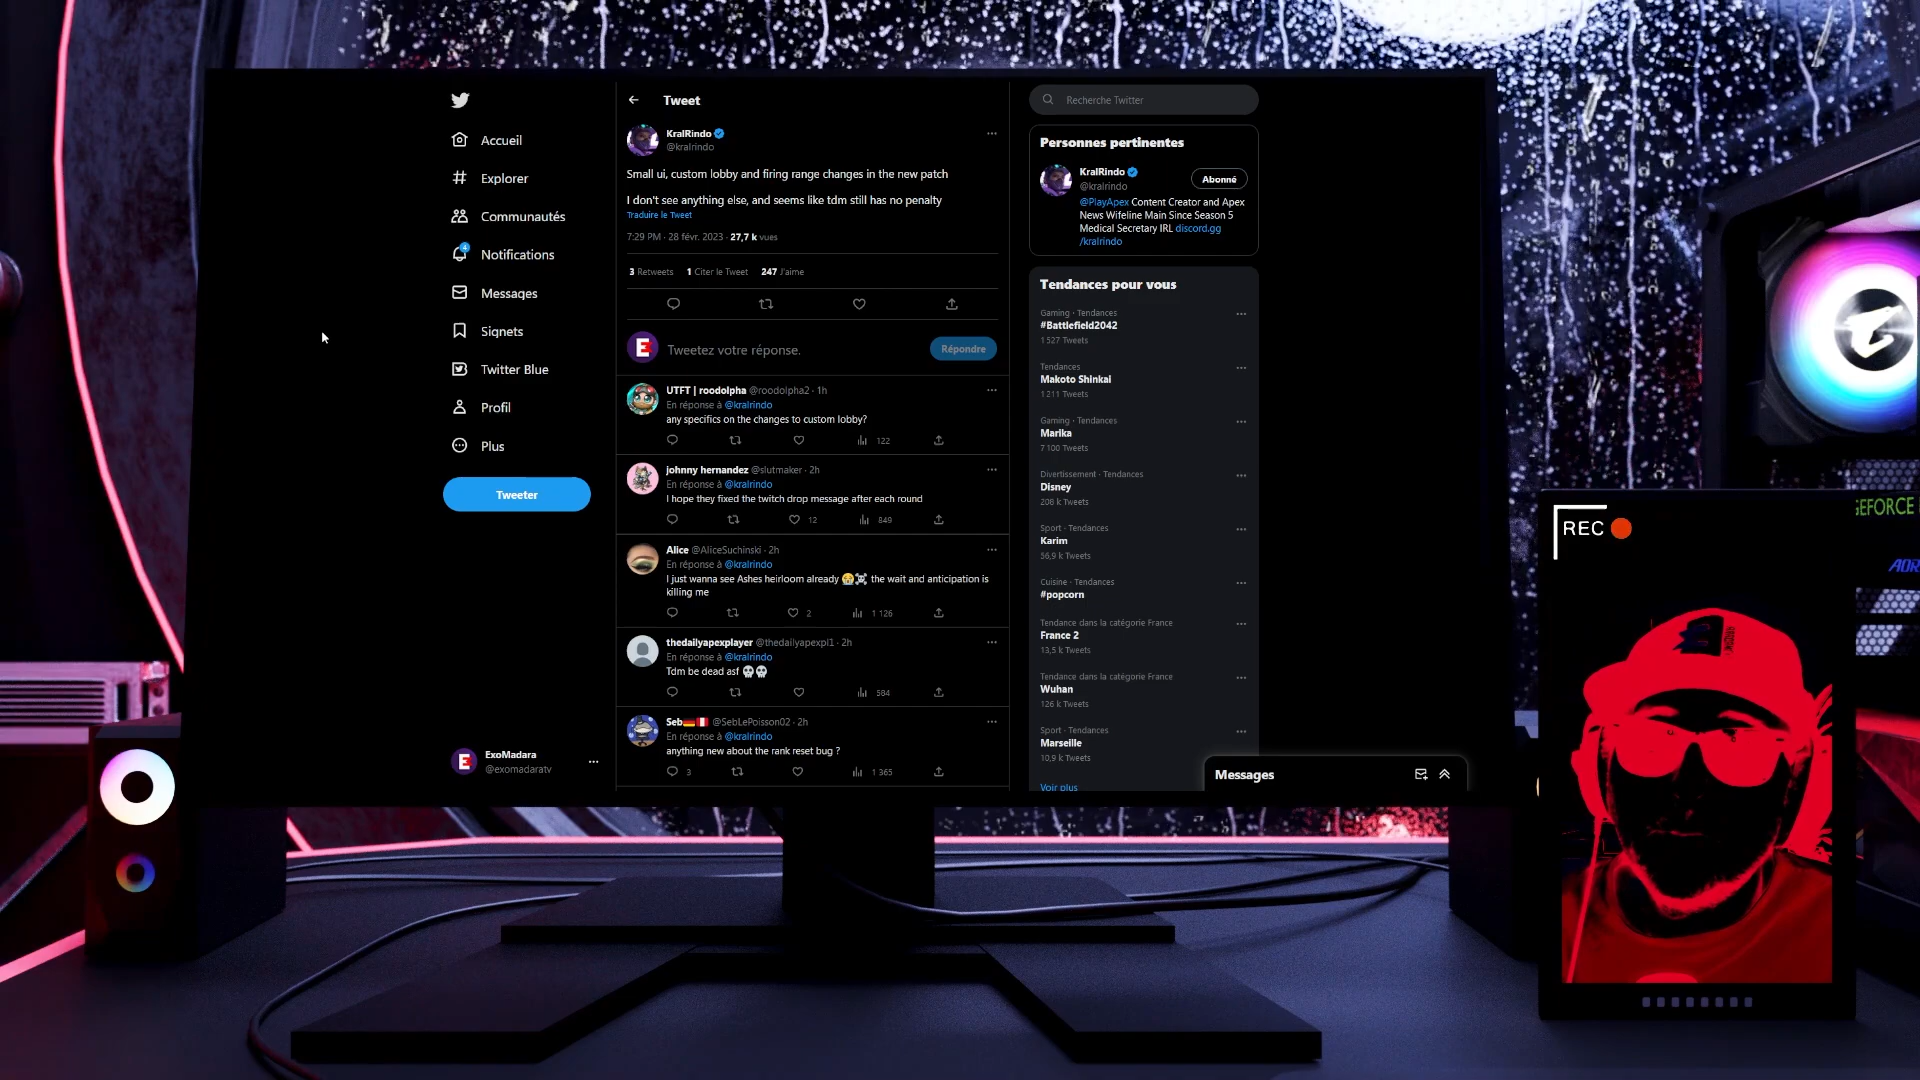 Accueil
Explorer
Communautés
4
Notifications
Messages
Signets
Twitter Blue
Profil
Plus
Tweeter
E
ExoMadara
@exomadaratv
Tweet
KralRindo
@kralrindo
Small ui, custom lobby and firing range changes in the new patch
I don't see anything else, and seems like tdm still has no penalty
Traduire le Tweet
7:29 PM · 28 févr. 2023 · 27,7 k vues
3 Retweets 1 Citer le Tweet 247 J'aime
E
Tweetez votre réponse.
Répondre
UTFT | roodolpha @roodolpha2 · 1h
En réponse à @kralrindo
any specifics on the changes to custom lobby?
122
johnny hernandez @slutmaker · 2h
En réponse à @kralrindo
I hope they fixed the twitch drop message after each round
12 849
Alice @AliceSuchinski · 2h
En réponse à @kralrindo
I just wanna see Ashes heirloom already 😭☠️ the wait and anticipation is
killing me
2 1 126
thedailyapexplayer @thedailyapexpl1 · 2h
En réponse à @kralrindo
Tdm be dead asf 💀💀
584
Seb🇩🇪🇵🇪 @SebLePoisson02 · 2h
En réponse à @kralrindo
anything new about the rank reset bug ?
3 1 365
Recherche Twitter
Personnes pertinentes
KralRindo
@kralrindo
Abonné
@PlayApex Content Creator and Apex
News Wifeline Main Since Season 5
Medical Secretary IRL discord.gg
/kralrindo
Tendances pour vous
Gaming · Tendances
#Battlefield2042
1 527 Tweets
Tendances
Makoto Shinkai
1 211 Tweets
Gaming · Tendances
Marika
7 100 Tweets
Divertissement · Tendances
Disney
208 k Tweets
Sport · Tendances
Karim
56,9 k Tweets
Cuisine · Tendances
#popcorn
Tendance dans la catégorie France
France 2
13,5 k Tweets
Tendance dans la catégorie France
Wuhan
126 k Tweets
Sport · Tendances
Marseille
10,9 k Tweets
Voir plus
Messages
REC
GEFORCE